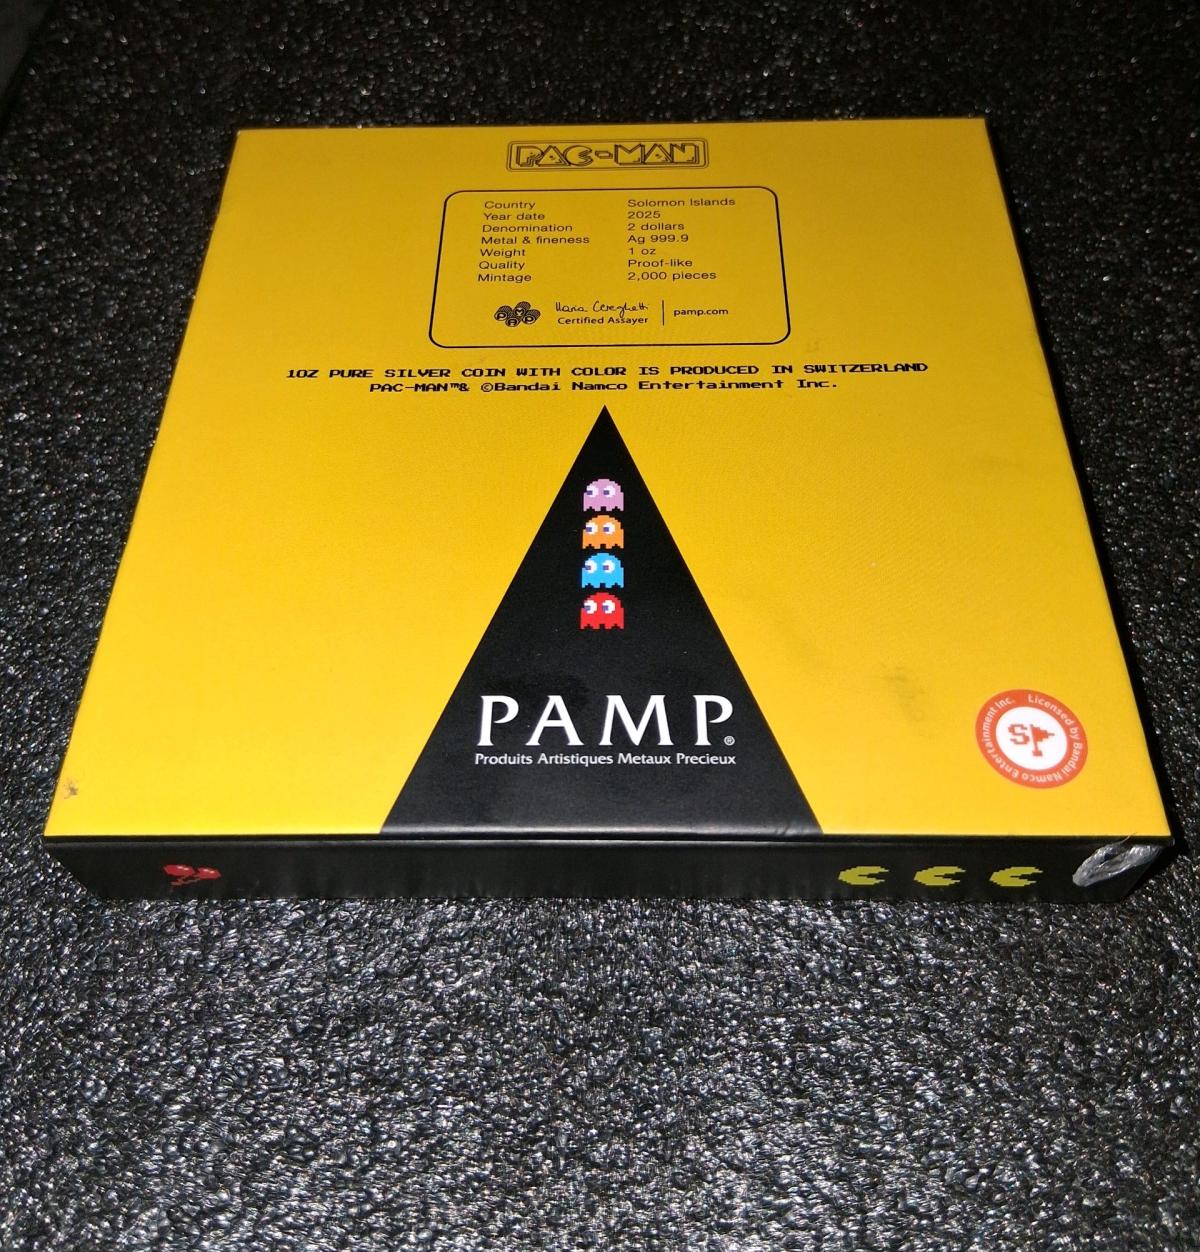 PAC-MAN
Country Solomon Islands
Year date 2025
Denomination 2 dollars
Metal & fineness Ag 999.9
Weight 1 oz
Quality Proof-like
Mintage 2,000 pieces
PAMP
Certified Assayer
pamp.com
1OZ PURE SILVER COIN WITH COLOR IS PRODUCED IN SWITZERLAND
PAC-MAN™& ©Bandai Namco Entertainment Inc.
PAMP®
Produits Artistiques Metaux Precieux
Licensed by Bandai Namco Entertainment Inc.